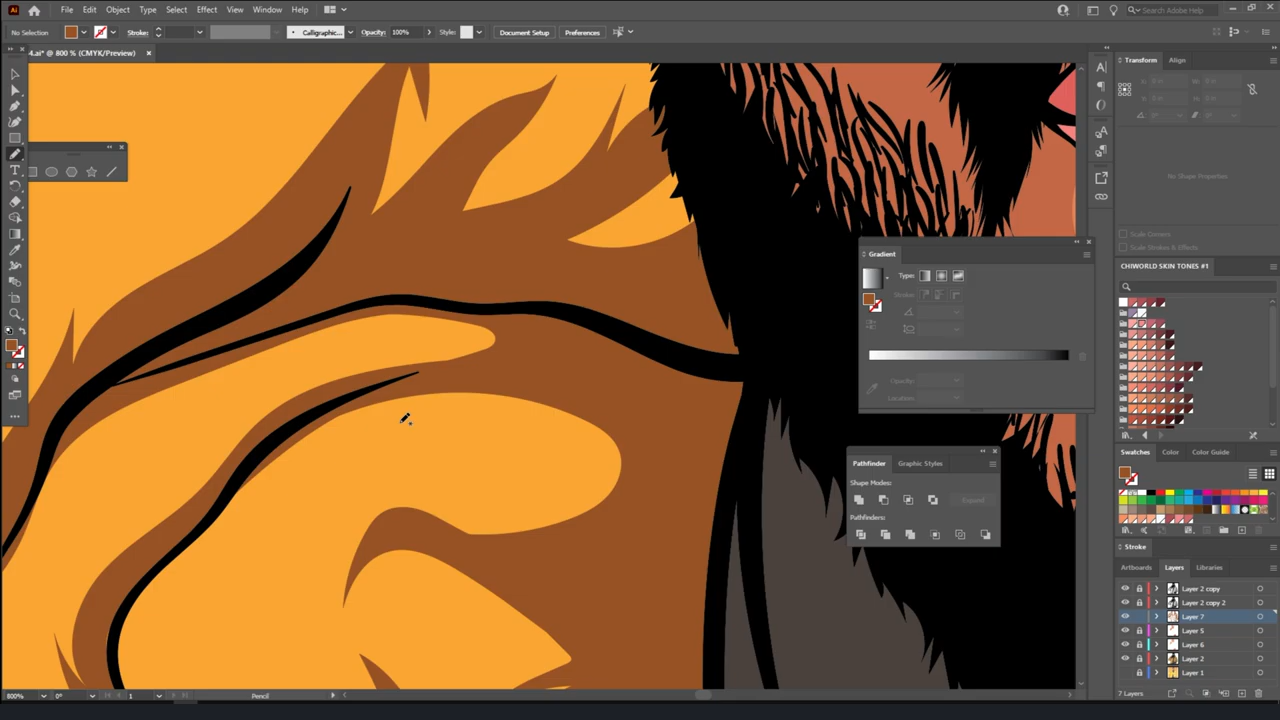 Ai File Edit Object Type Select Effect View Window Help Search Adobe Help
No Selection Stroke: Calligraphic... Opacity: 100% Style: Document Setup Preferences
4.ai* @ 800 % (CMYK/Preview)
Transform Align
No Shape Properties
Scale Corners
Scale Strokes & Effects
CHIWORLD SKIN TONES #1
Gradient
Type:
Stroke:
Opacity:
Location:
Pathfinder Graphic Styles
Shape Modes:
Expand
Pathfinders:
Swatches Color Color Guide
Stroke
Artboards Layers Libraries
Layer 2 copy
Layer 2 copy 2
Layer 7
Layer 5
Layer 6
Layer 2
Layer 1
7 Layers
800% 0° 1 Pencil